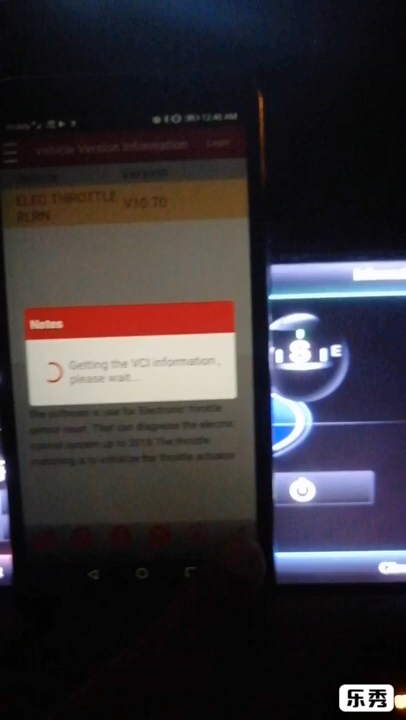 12:46 AM
Vehicle Version Information
Login
Version
ELEC THROTTLE V10.70
RLRN
Notes
Getting the VCI information,
please wait...
The software is use for Electronic throttle
sensor reset. That can diagnose the electric
control system up to 2018. The throttle
matching is to initialize the throttle actuator
S
E
乐秀